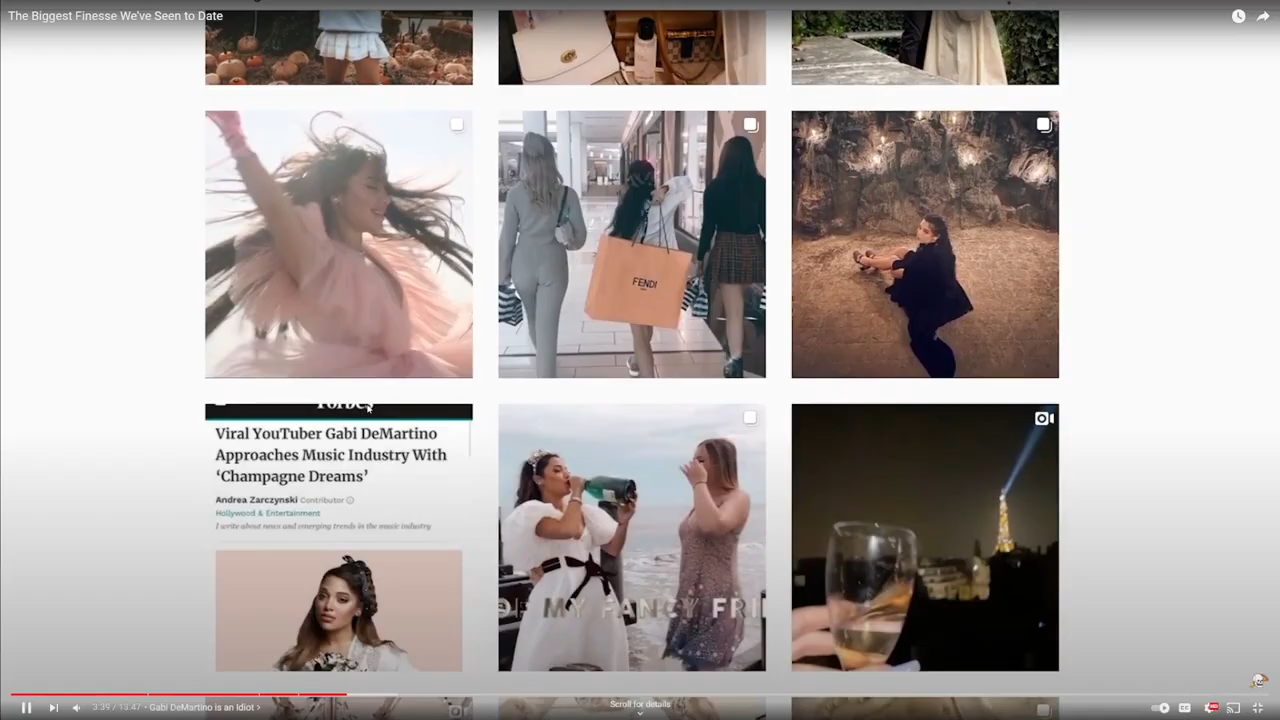 The Biggest Finesse We've Seen to Date
FENDI
Forbes
Viral YouTuber Gabi DeMartino
Approaches Music Industry With
‘Champagne Dreams’
Andrea Zarczynski Contributor
Hollywood & Entertainment
I write about news and emerging trends in the music industry
OF MY FANCY FRI
3:39 / 13:47 • Gabi DeMartino is an Idiot >
Scroll for details